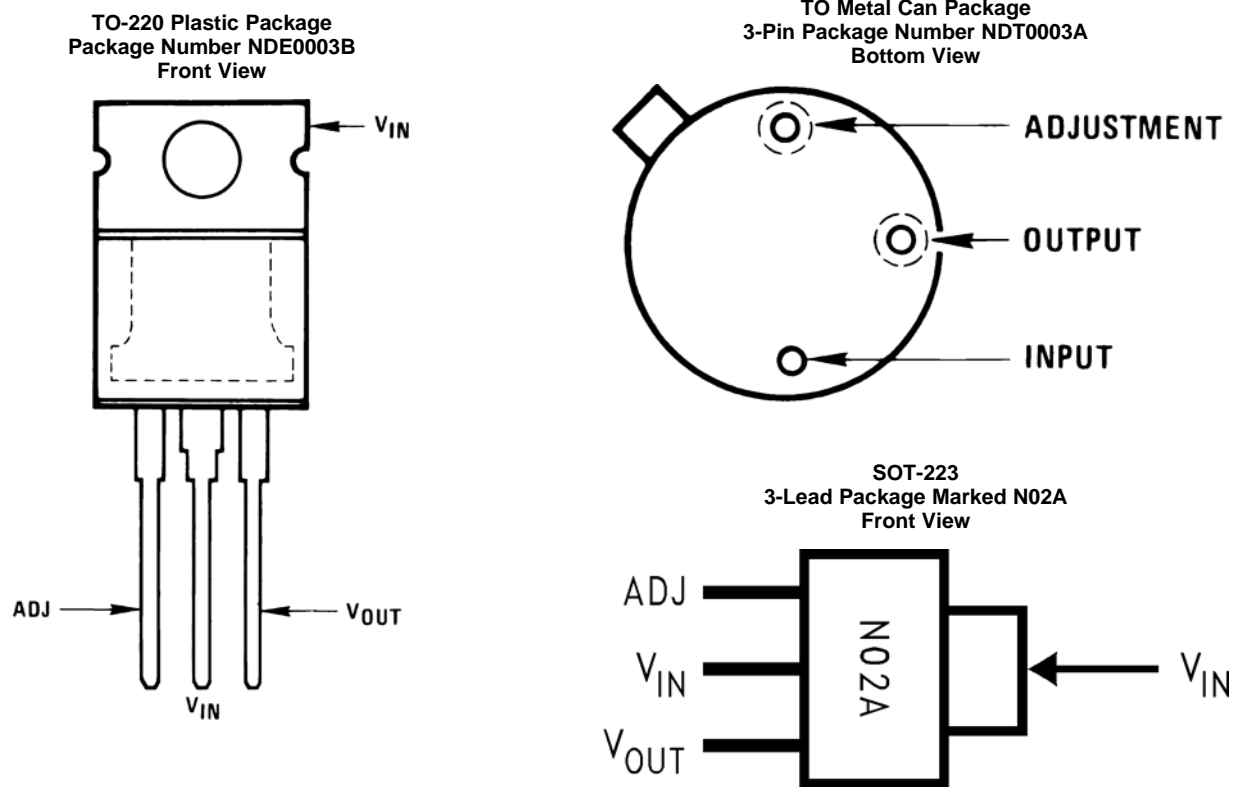 TO-220 Plastic Package
Package Number NDE0003B
Front View
VIN
ADJ
VOUT
VIN
TO Metal Can Package
3-Pin Package Number NDT0003A
Bottom View
ADJUSTMENT
OUTPUT
INPUT
SOT-223
3-Lead Package Marked N02A
Front View
ADJ
VIN
VOUT
N02A
VIN